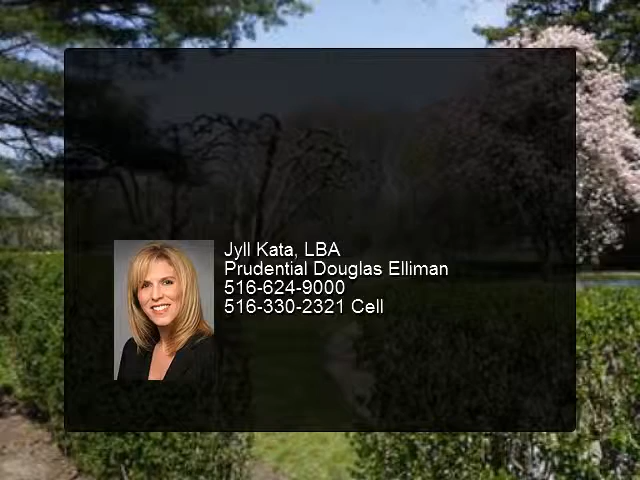 Jyll Kata, LBA
Prudential Douglas Elliman
516-624-9000
516-330-2321 Cell